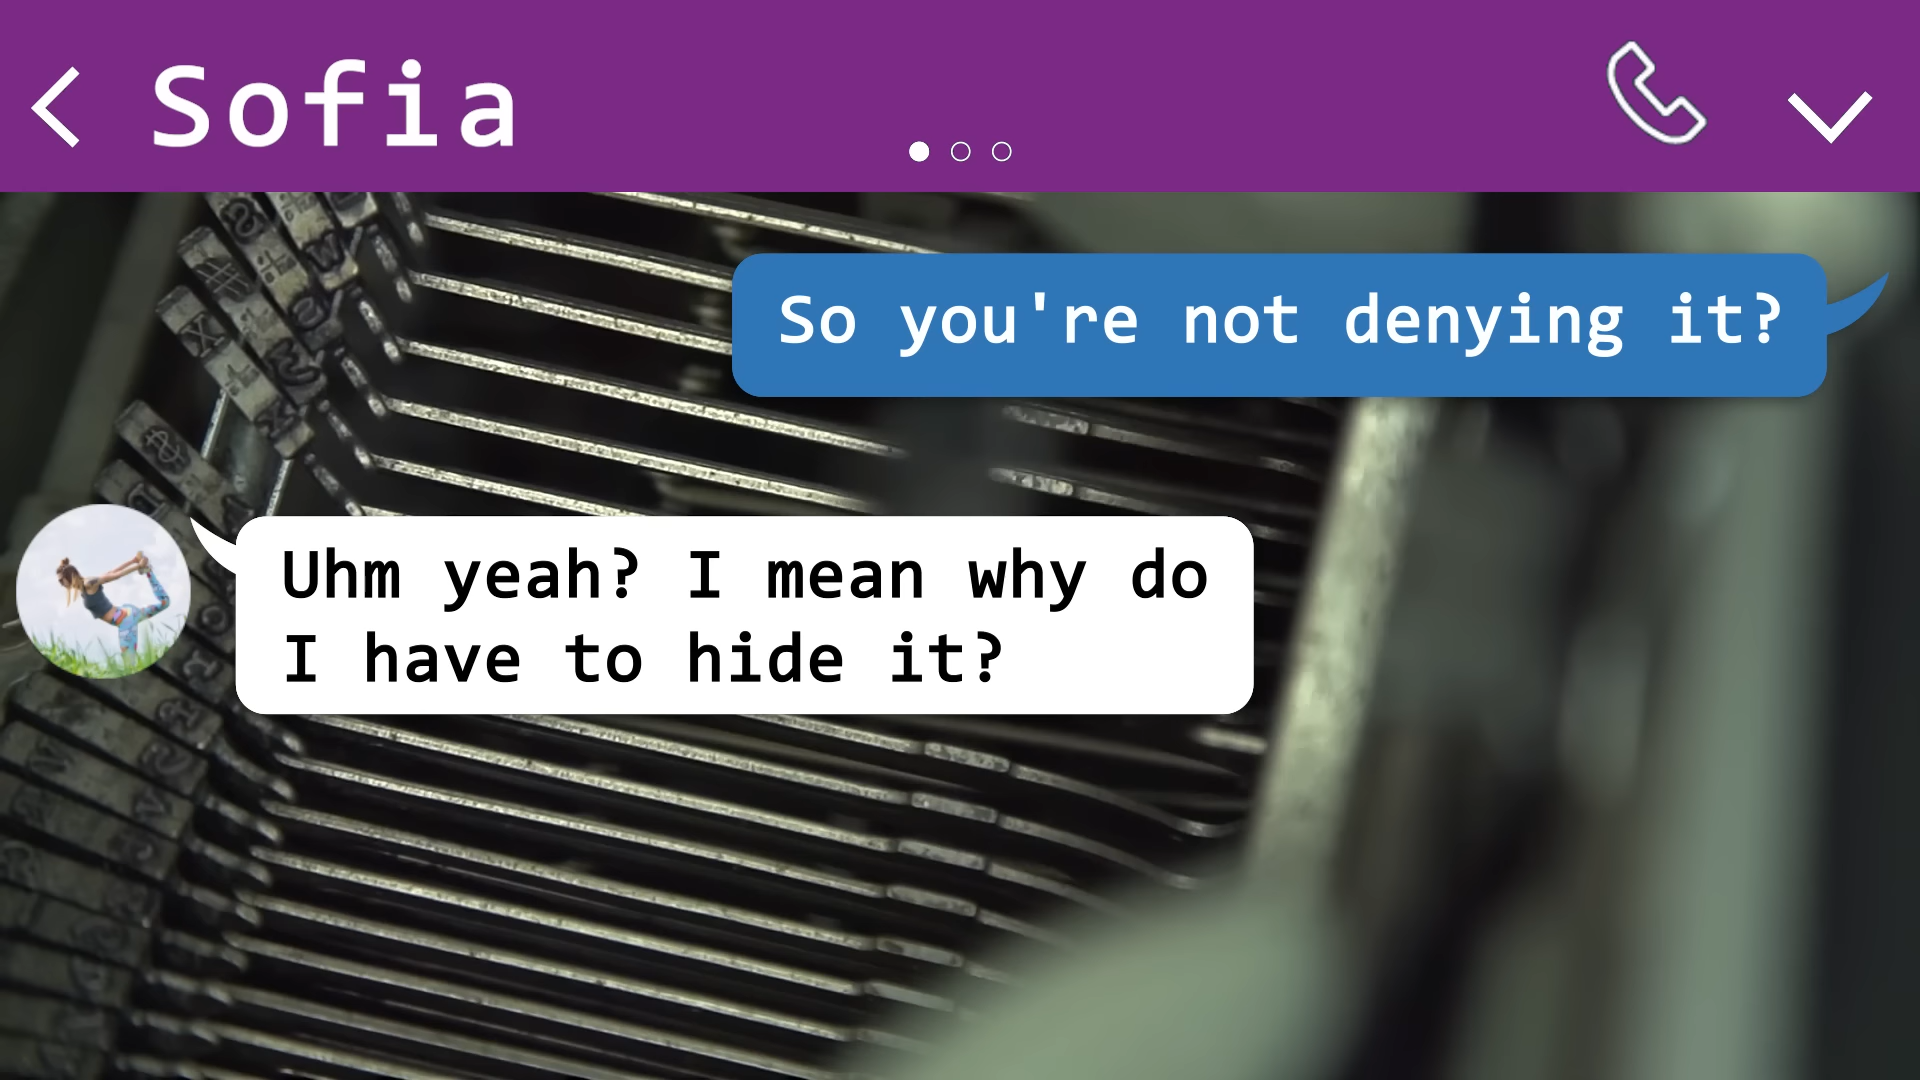 Sofia
So you're not denying it?
Uhm yeah? I mean why do
I have to hide it?